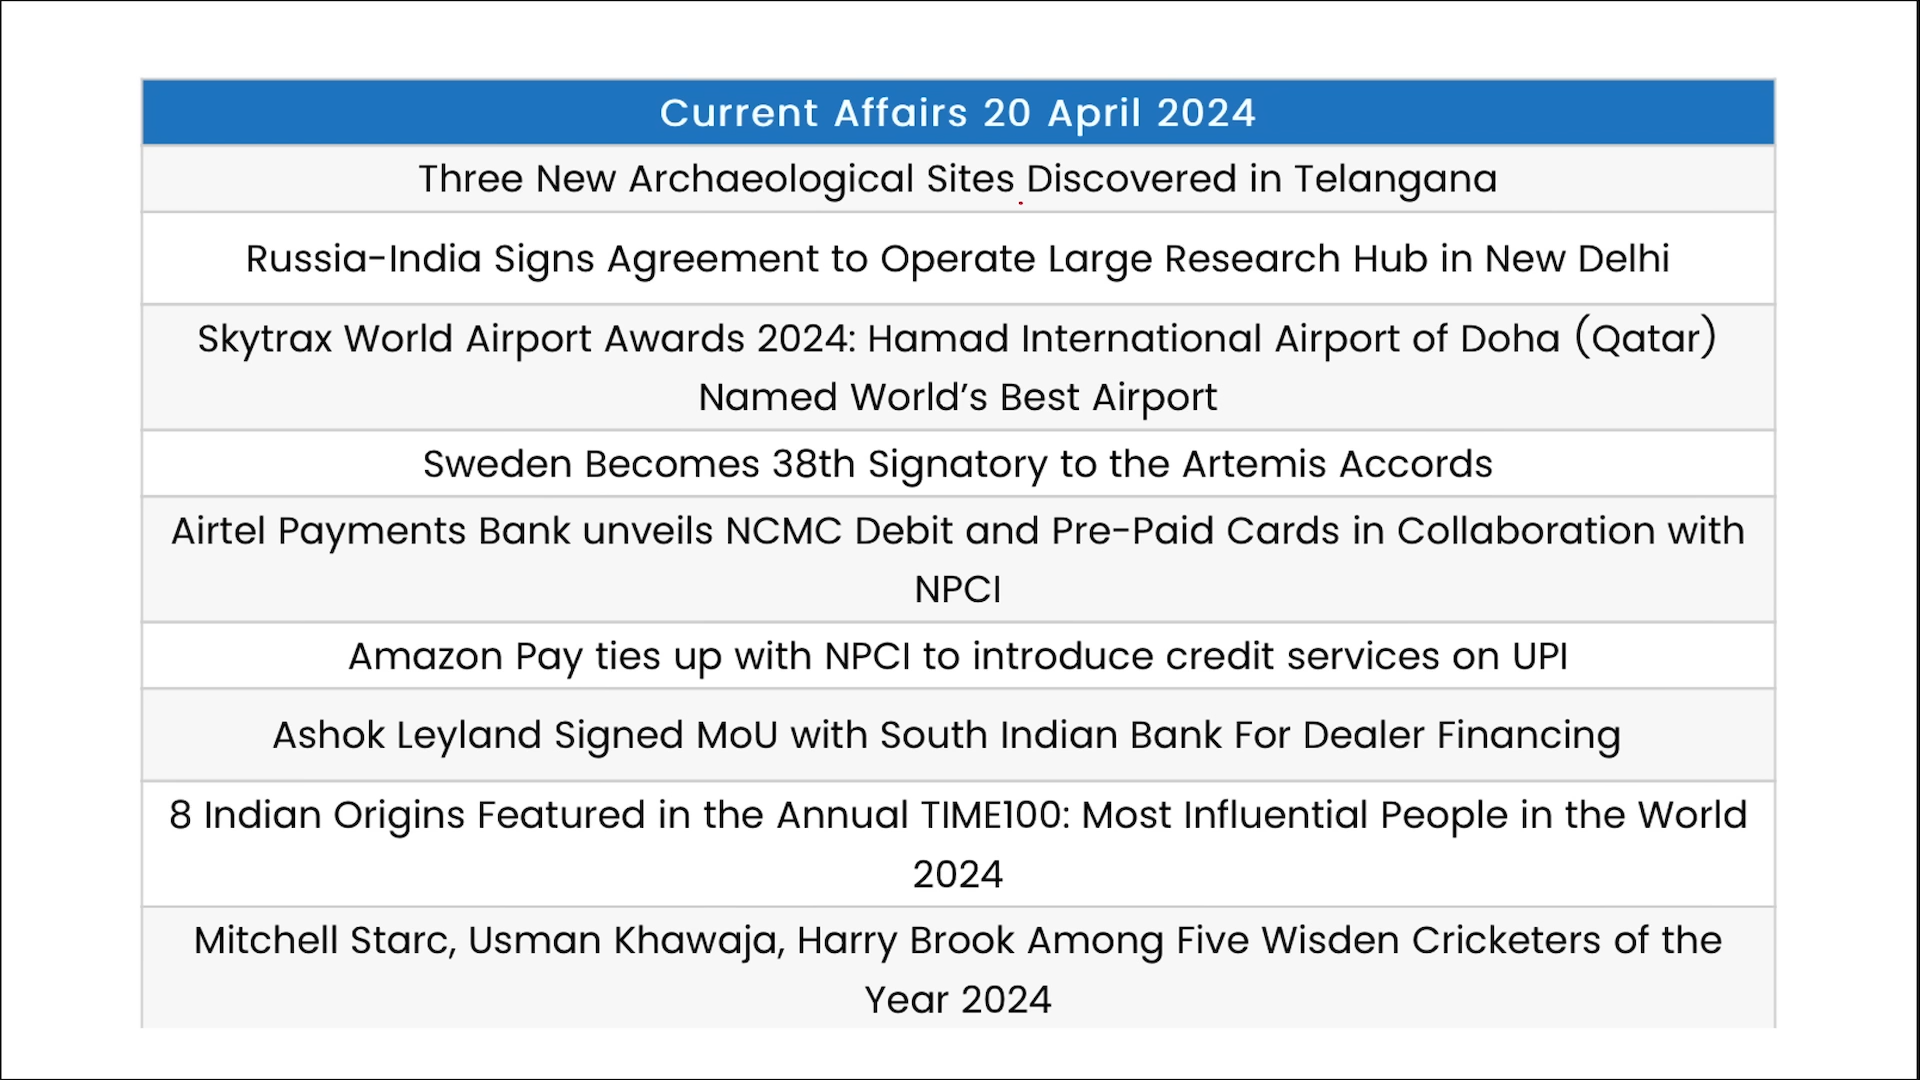 Current Affairs 20 April 2024
Three New Archaeological Sites Discovered in Telangana
Russia-India Signs Agreement to Operate Large Research Hub in New Delhi
Skytrax World Airport Awards 2024: Hamad International Airport of Doha (Qatar)
Named World’s Best Airport
Sweden Becomes 38th Signatory to the Artemis Accords
Airtel Payments Bank unveils NCMC Debit and Pre-Paid Cards in Collaboration with
NPCI
Amazon Pay ties up with NPCI to introduce credit services on UPI
Ashok Leyland Signed MoU with South Indian Bank For Dealer Financing
8 Indian Origins Featured in the Annual TIME100: Most Influential People in the World
2024
Mitchell Starc, Usman Khawaja, Harry Brook Among Five Wisden Cricketers of the
Year 2024